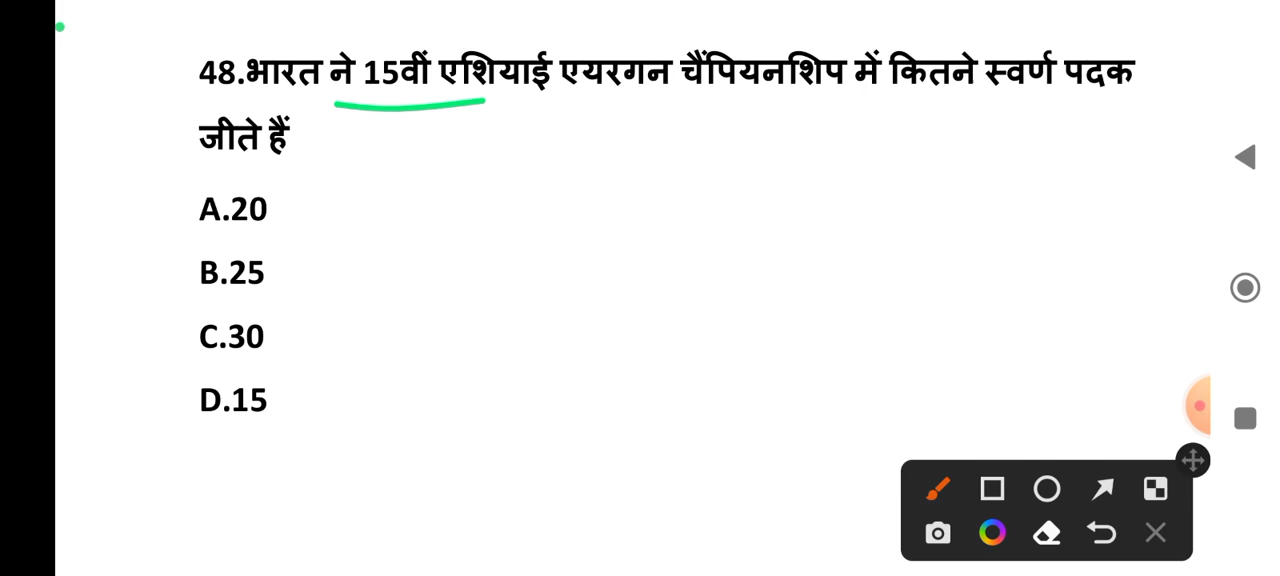 48.भारत ने 15वीं एशियाई एयरगन चैंपियनशिप में कितने स्वर्ण पदक
जीते हैं
A.20
B.25
C.30
D.15